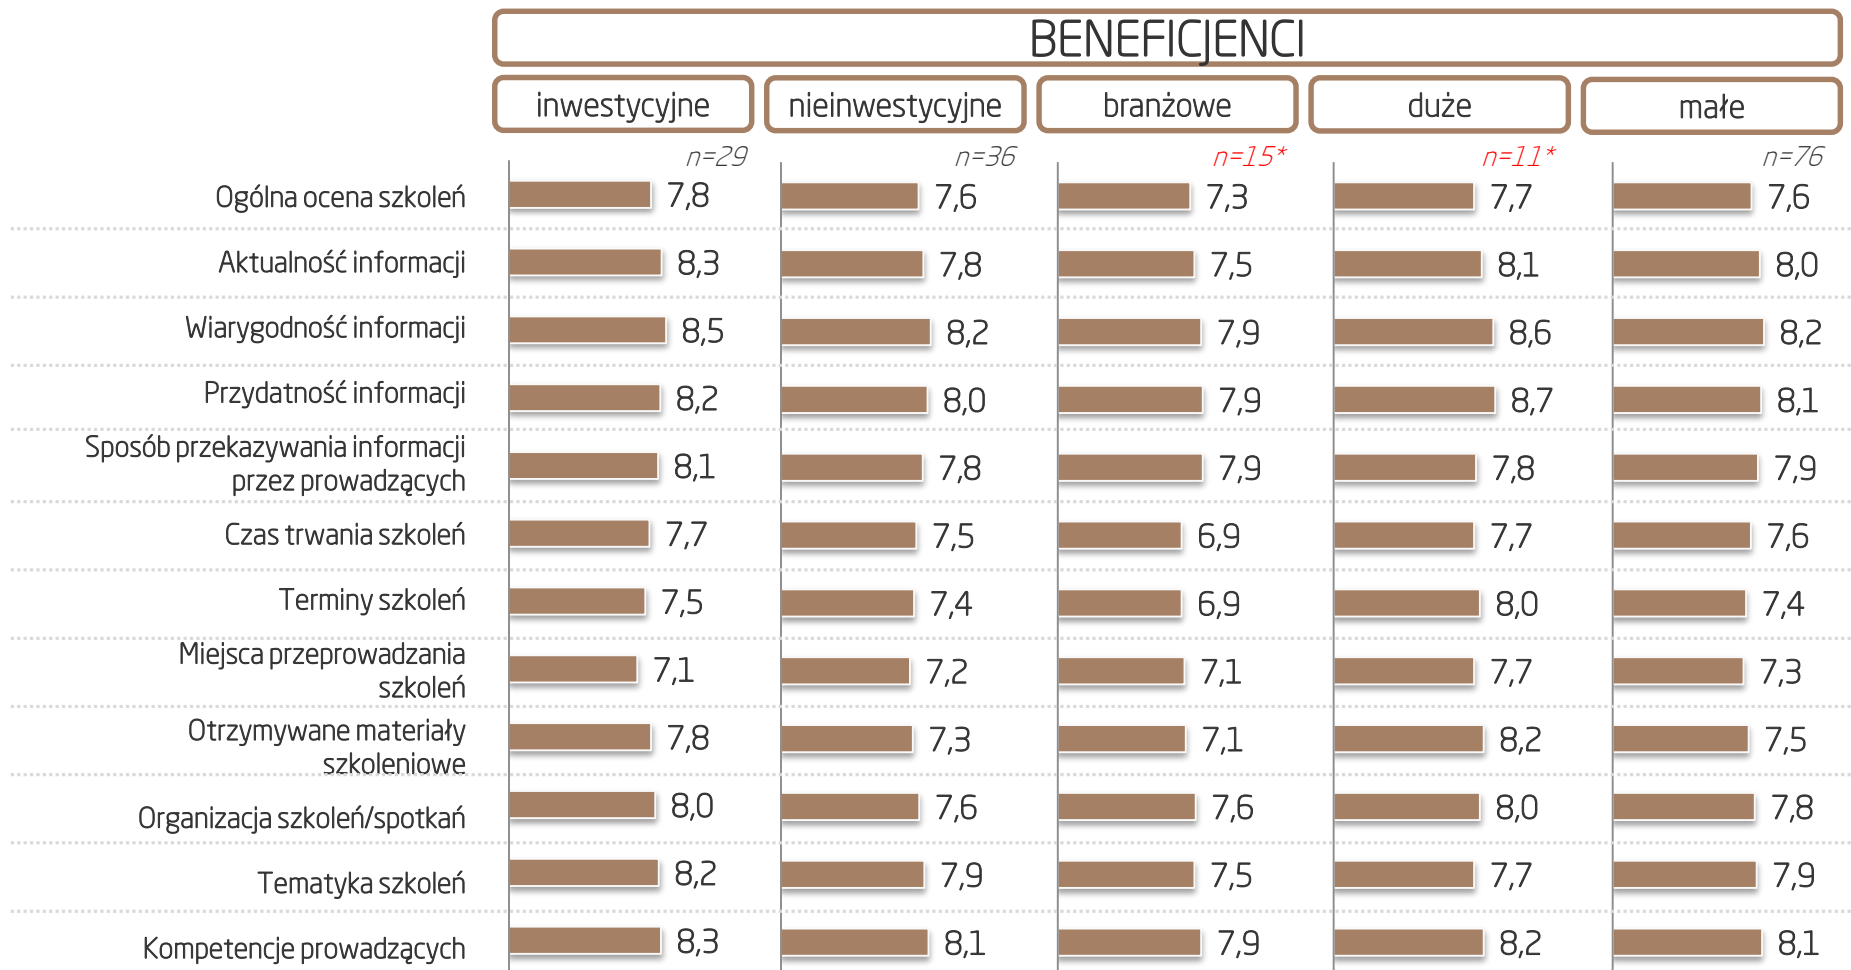 BENEFICJENCI
inwestycyjne nieinwestycyjne branżowe duże małe
n=29 n=36 n=15* n=11* n=76
Ogólna ocena szkoleń 7,8 7,6 7,3 7,7 7,6
Aktualność informacji 8,3 7,8 7,5 8,1 8,0
Wiarygodność informacji 8,5 8,2 7,9 8,6 8,2
Przydatność informacji 8,2 8,0 7,9 8,7 8,1
Sposób przekazywania informacji
przez prowadzących 8,1 7,8 7,9 7,8 7,9
Czas trwania szkoleń 7,7 7,5 6,9 7,7 7,6
Terminy szkoleń 7,5 7,4 6,9 8,0 7,4
Miejsca przeprowadzania
szkoleń 7,1 7,2 7,1 7,7 7,3
Otrzymywane materiały
szkoleniowe 7,8 7,3 7,1 8,2 7,5
Organizacja szkoleń/spotkań 8,0 7,6 7,6 8,0 7,8
Tematyka szkoleń 8,2 7,9 7,5 7,7 7,9
Kompetencje prowadzących 8,3 8,1 7,9 8,2 8,1